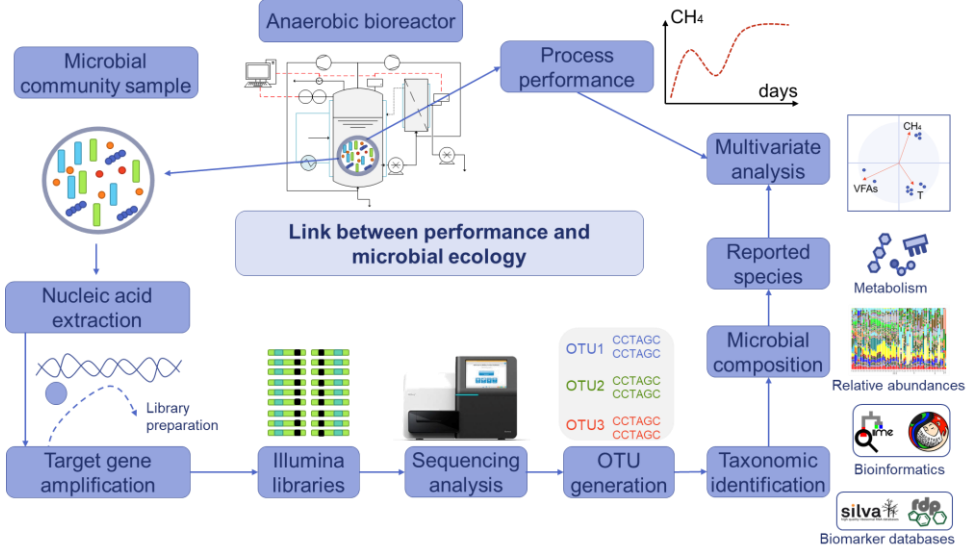 Anaerobic bioreactor
Microbial
community sample
Process
performance
CH4
days
Multivariate
analysis
CH4
VFAs
T
Link between performance and
microbial ecology
Reported
species
Metabolism
Nucleic acid
extraction
Microbial
composition
Relative abundances
Library
preparation
OTU1
CCTAGC
CCTAGC
OTU2
CCTAGC
CCTAGC
OTU3
CCTAGC
CCTAGC
Target gene
amplification
Illumina
libraries
Sequencing
analysis
OTU
generation
Taxonomic
identification
ime
Bioinformatics
silva
rdp
Biomarker databases